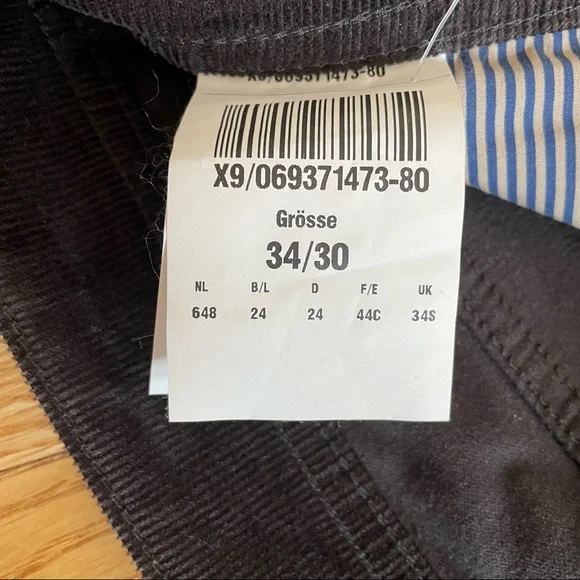 X9/069371473-80
X9/069371473-80
Grösse
34/30
NL B/L D F/E UK
648 24 24 44C 34S